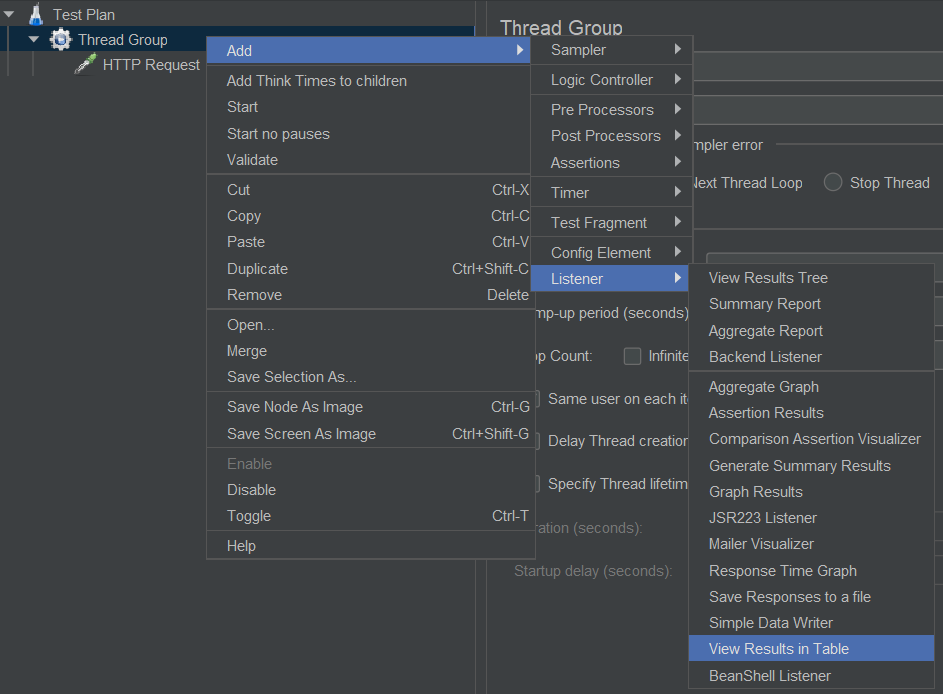 Test Plan
Thread Group
HTTP Request
Add
Add Think Times to children
Start
Start no pauses
Validate
Cut Ctrl-X
Copy Ctrl-C
Paste Ctrl-V
Duplicate Ctrl+Shift-C
Remove Delete
Open...
Merge
Save Selection As...
Save Node As Image Ctrl-G
Save Screen As Image Ctrl+Shift-G
Enable
Disable
Toggle Ctrl-T
Help
Thread Group
Sampler
Logic Controller
Pre Processors
Post Processors
Assertions
Timer
Test Fragment
Config Element
Listener
mpler error
Next Thread Loop Stop Thread
mp-up period (seconds)
op Count: Infinite
Same user on each it
Delay Thread creation
Specify Thread lifetim
ration (seconds):
Startup delay (seconds):
View Results Tree
Summary Report
Aggregate Report
Backend Listener
Aggregate Graph
Assertion Results
Comparison Assertion Visualizer
Generate Summary Results
Graph Results
JSR223 Listener
Mailer Visualizer
Response Time Graph
Save Responses to a file
Simple Data Writer
View Results in Table
BeanShell Listener